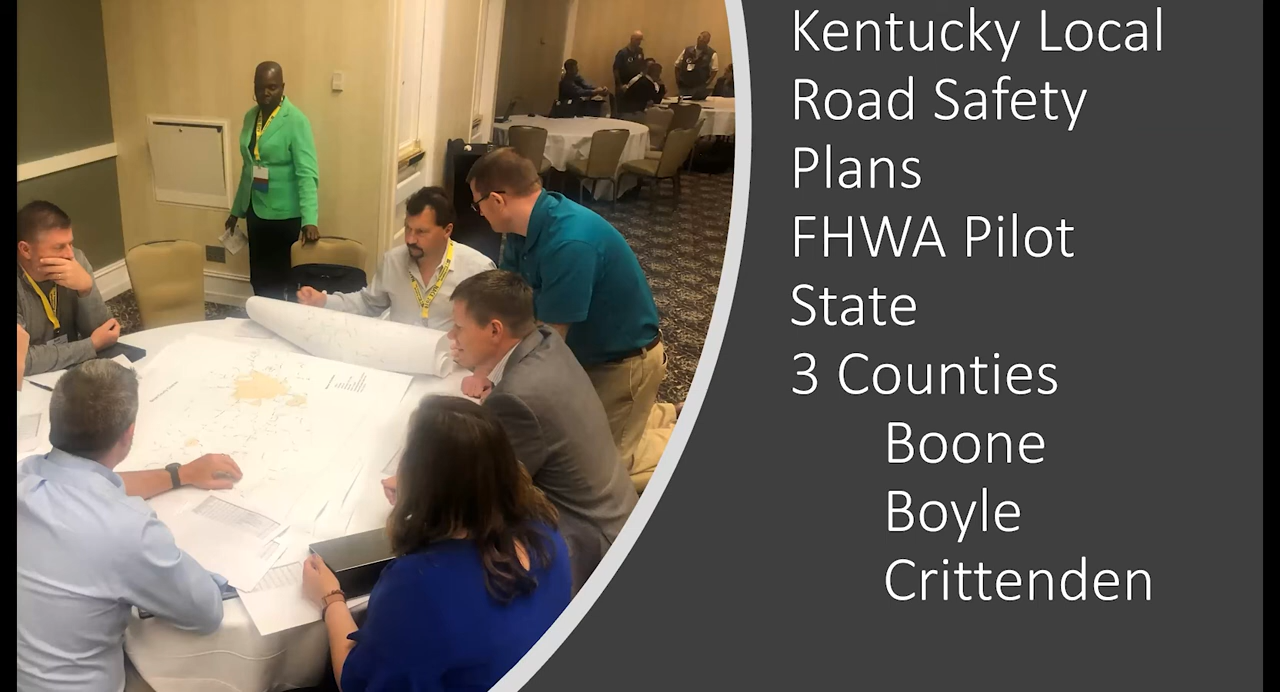 Kentucky Local
Road Safety
Plans
FHWA Pilot
State
3 Counties
Boone
Boyle
Crittenden